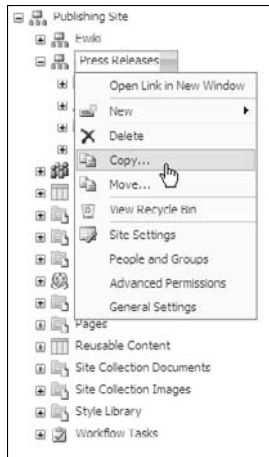 Publishing Site
Ewiki
Press Releases
Open Link in New Window
New
Delete
Copy...
Move...
View Recycle Bin
Site Settings
People and Groups
Advanced Permissions
General Settings
Pages
Reusable Content
Site Collection Documents
Site Collection Images
Style Library
Workflow Tasks